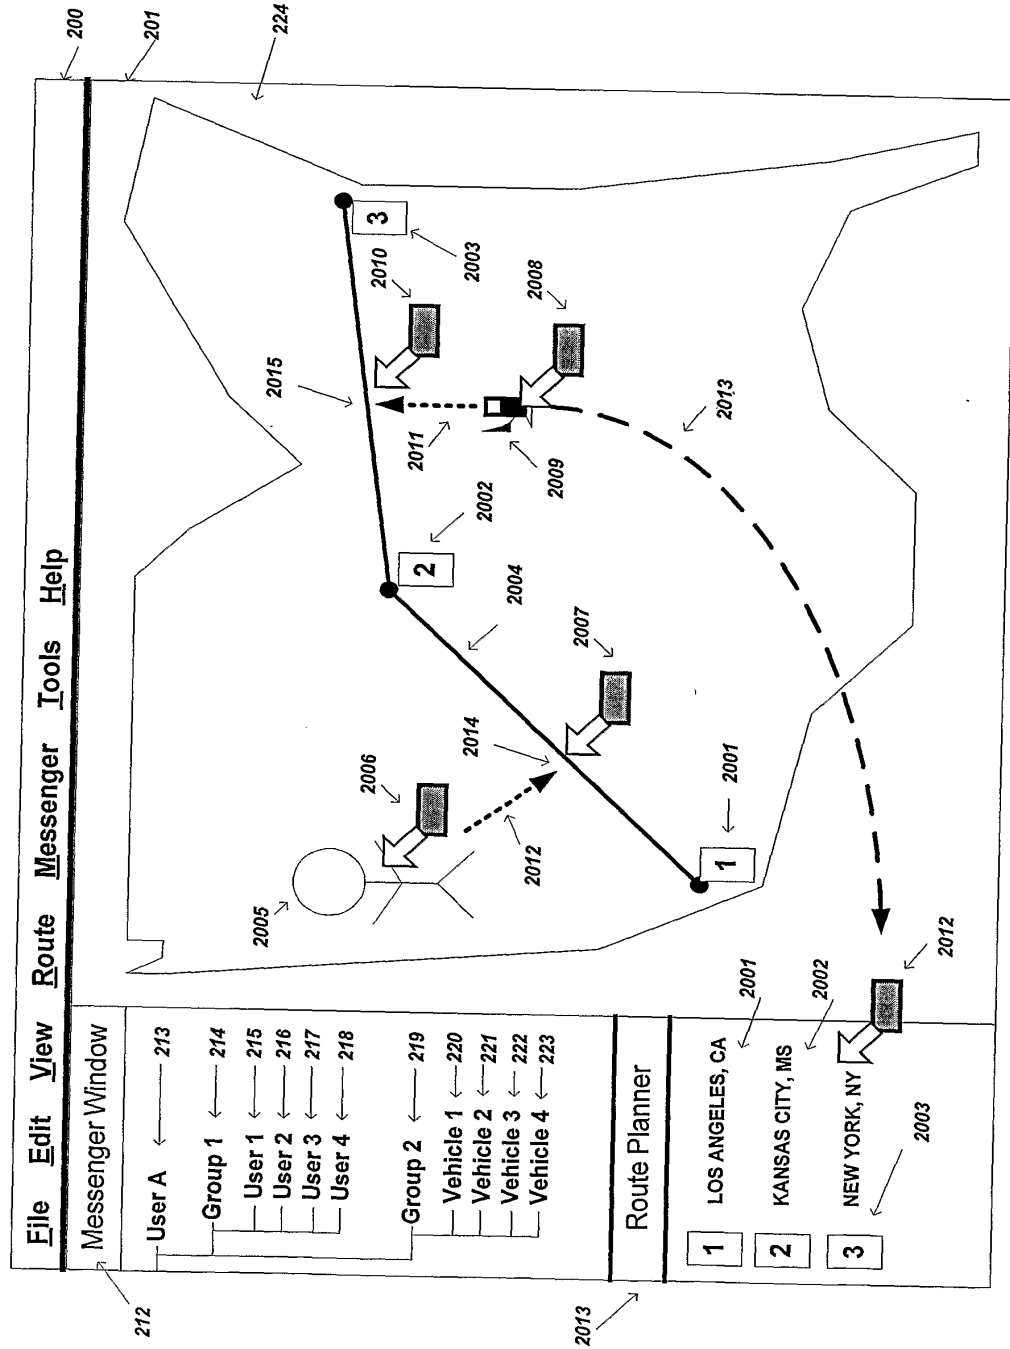 200
201
224
File Edit View Route Messenger Tools Help
Messenger Window
212
User A
213
Group 1
214
User 1
215
User 2
216
User 3
217
User 4
218
Group 2
219
Vehicle 1
220
Vehicle 2
221
Vehicle 3
222
Vehicle 4
223
Route Planner
2013
1 LOS ANGELES, CA
2001
2 KANSAS CITY, MS
2002
3 NEW YORK, NY
2003
2012
2005
2006
2012
2014
2007
1
2001
2004
2
2002
2015
2011
2009
2010
2008
3
2003
2013